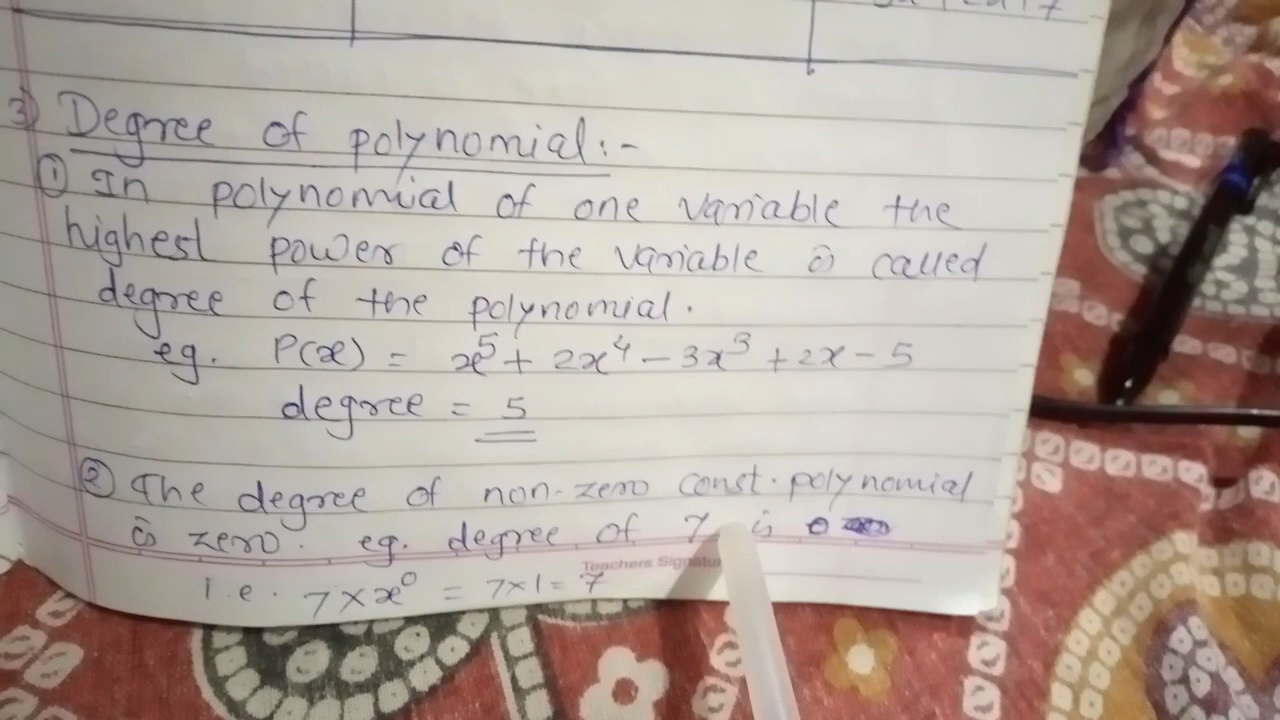 3) Degree of polynomial :-
① In polynomial of one variable the
highest power of the variable is called
degree of the polynomial.
eg. P(x) = x⁵ + 2x⁴ - 3x³ + 2x - 5
degree = 5
② The degree of non-zero const. polynomial
is zero. eg. degree of 7 is 0
Teachers Signatu
i.e. 7 × x⁰ = 7×1 = 7